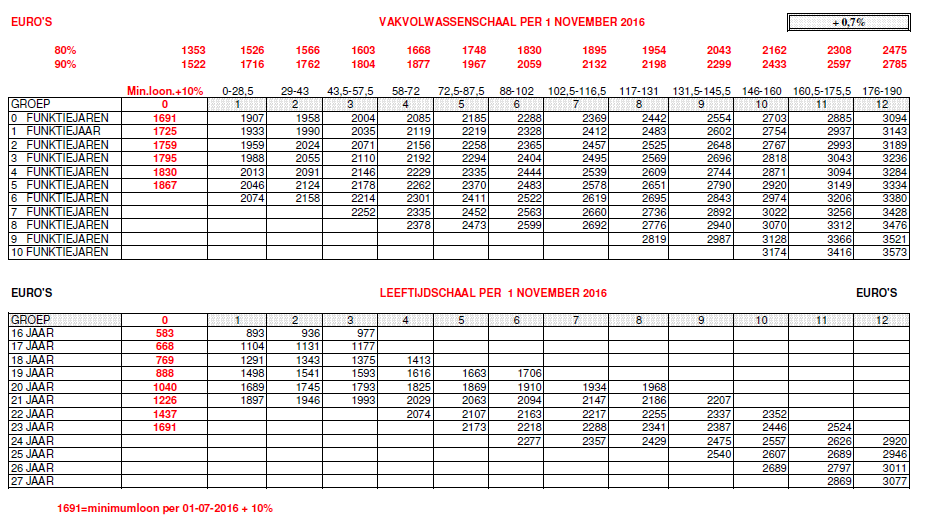 EURO'S VAKVOLWASSENSCHAAL PER 1 NOVEMBER 2016 + 0,7%
80% 1353 1526 1566 1603 1668 1748 1830 1895 1954 2043 2162 2308 2475
90% 1522 1716 1762 1804 1877 1967 2059 2132 2198 2299 2433 2597 2785
Min.loon.+10% 0-28,5 29-43 43,5-57,5 58-72 72,5-87,5 88-102 102,5-116,5 117-131 131,5-145,5 146-160 160,5-175,5 176-190
GROEP 0 1 2 3 4 5 6 7 8 9 10 11 12
0 FUNKTIEJAREN 1691 1907 1958 2004 2085 2185 2288 2369 2442 2554 2703 2885 3094
1 FUNKTIEJAAR 1725 1933 1990 2035 2119 2219 2328 2412 2483 2602 2754 2937 3143
2 FUNKTIEJAREN 1759 1959 2024 2071 2156 2258 2365 2457 2525 2648 2767 2993 3189
3 FUNKTIEJAREN 1795 1988 2055 2110 2192 2294 2404 2495 2569 2696 2818 3043 3236
4 FUNKTIEJAREN 1830 2013 2091 2146 2229 2335 2444 2539 2609 2744 2871 3094 3284
5 FUNKTIEJAREN 1867 2046 2124 2178 2262 2370 2483 2578 2651 2790 2920 3149 3334
6 FUNKTIEJAREN 2074 2158 2214 2301 2411 2522 2619 2695 2843 2974 3206 3380
7 FUNKTIEJAREN 2252 2335 2452 2563 2660 2736 2892 3022 3256 3428
8 FUNKTIEJAREN 2378 2473 2599 2692 2776 2940 3070 3312 3476
9 FUNKTIEJAREN 2819 2987 3128 3366 3521
10 FUNKTIEJAREN 3174 3416 3573
EURO'S LEEFTIJDSCHAAL PER 1 NOVEMBER 2016 EURO'S
GROEP 0 1 2 3 4 5 6 7 8 9 10 11 12
16 JAAR 583 893 936 977
17 JAAR 668 1104 1131 1177
18 JAAR 769 1291 1343 1375 1413
19 JAAR 888 1498 1541 1593 1616 1663 1706
20 JAAR 1040 1689 1745 1793 1825 1869 1910 1934 1968
21 JAAR 1226 1897 1946 1993 2029 2063 2094 2147 2186 2207
22 JAAR 1437 2074 2107 2163 2217 2255 2337 2352
23 JAAR 1691 2173 2218 2288 2341 2387 2446 2524
24 JAAR 2277 2357 2429 2475 2557 2626 2920
25 JAAR 2540 2607 2689 2946
26 JAAR 2689 2797 3011
27 JAAR 2869 3077
1691=minimumloon per 01-07-2016 + 10%